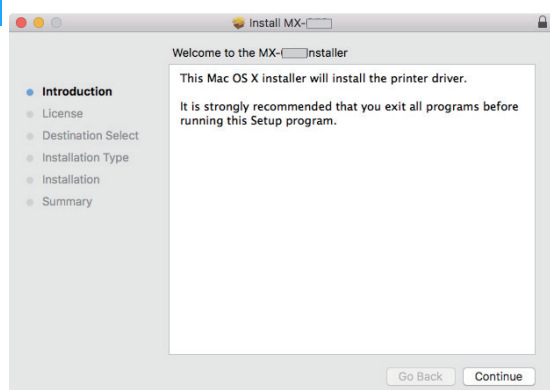 Install MX-
Welcome to the MX- nstaller
Introduction
License
Destination Select
Installation Type
Installation
Summary
This Mac OS X installer will install the printer driver.
It is strongly recommended that you exit all programs before
running this Setup program.
Go Back
Continue